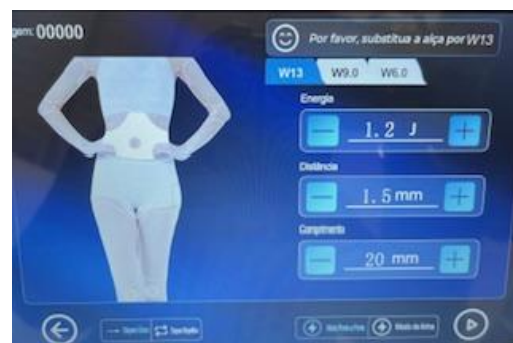 gem: 00000
Por favor, substitua a alça por W13
W13 W9.0 W6.0
Energia
1.2 J
Distância
1.5 mm
Comprimento
20 mm